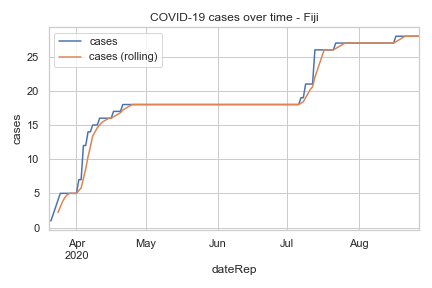 COVID-19 cases over time - Fiji
cases
cases (rolling)
25
20
15
10
5
0
cases
Apr May Jun Jul Aug
2020
dateRep